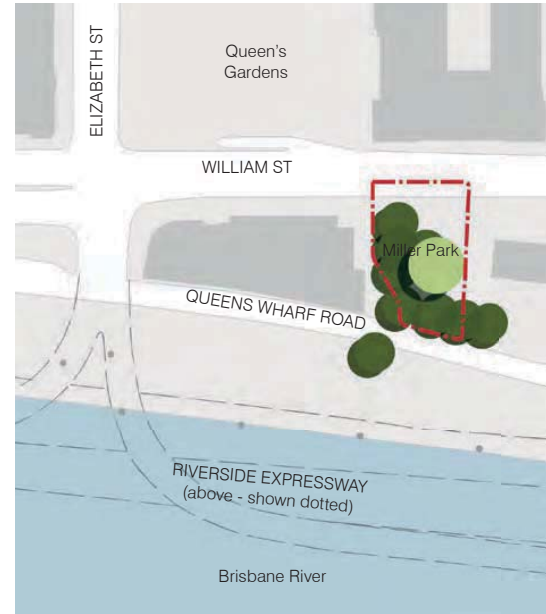 ELIZABETH ST
Queen's
Gardens
WILLIAM ST
Miller Park
QUEENS WHARF ROAD
RIVERSIDE EXPRESSWAY
(above - shown dotted)
Brisbane River